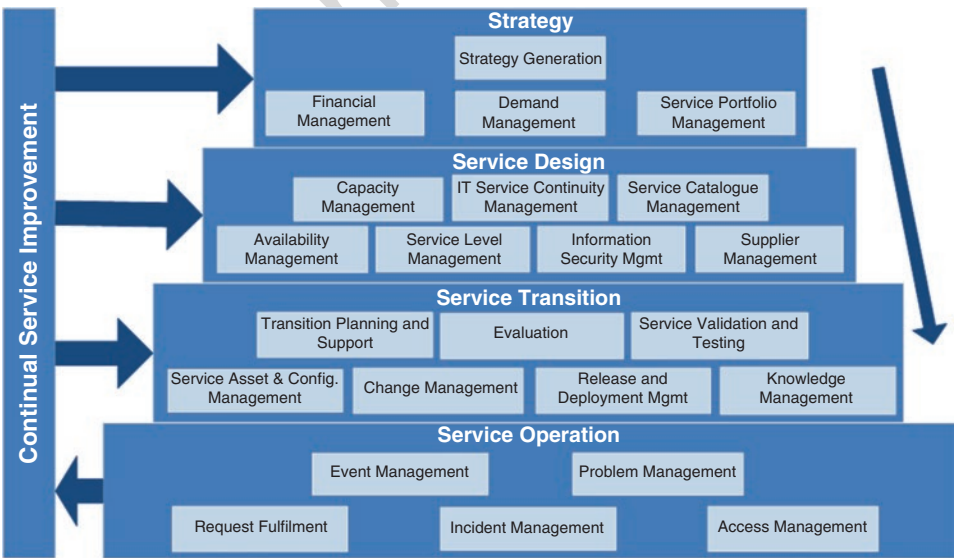 Continual Service Improvement
Strategy
Strategy Generation
Financial
Management
Demand
Management
Service Portfolio
Management
Service Design
Capacity
Management
IT Service Continuity
Management
Service Catalogue
Management
Availability
Management
Service Level
Management
Information
Security Mgmt
Supplier
Management
Service Transition
Transition Planning and
Support
Evaluation
Service Validation and
Testing
Service Asset & Config.
Management
Change Management
Release and
Deployment Mgmt
Knowledge
Management
Service Operation
Event Management
Problem Management
Request Fulfilment
Incident Management
Access Management